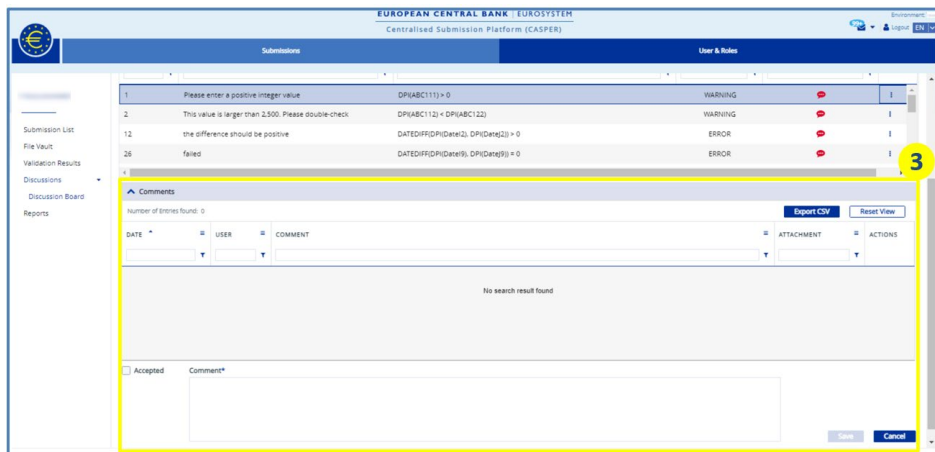 EUROPEAN CENTRAL BANK | EUROSYSTEM
Centralised Submission Platform (CASPER)
Environment:
99+
Logout EN
Submissions User & Roles
1 Please enter a positive integer value DPI(ABC111) > 0 WARNING
2 This value is larger than 2,500. Please double-check DPI(ABC112) < DPI(ABC122) WARNING
12 the difference should be positive DATEDIFF(DPI(DateI2), DPI(DateJ2)) > 0 ERROR
26 failed DATEDIFF(DPI(DateI9), DPI(DateJ9)) = 0 ERROR
Submission List
File Vault
Validation Results
Discussions
Discussion Board
Reports
3
Comments
Number of Entries found: 0
Export CSV Reset View
DATE USER COMMENT ATTACHMENT ACTIONS
No search result found
Accepted Comment*
Save Cancel